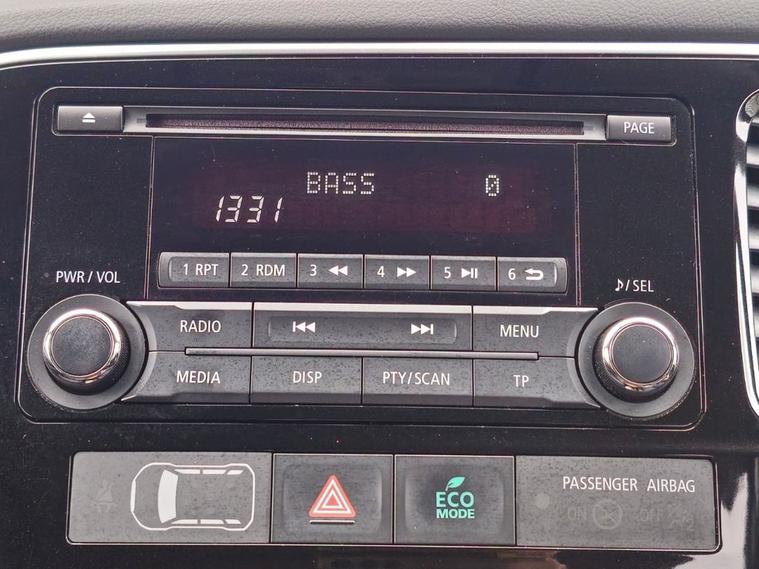 PAGE
BASS 0
1331
1 RPT 2 RDM 3 4 5 6
PWR / VOL
/ SEL
RADIO MENU
MEDIA DISP PTY/SCAN TP
PASSENGER AIRBAG
ECO
MODE
ON OFF